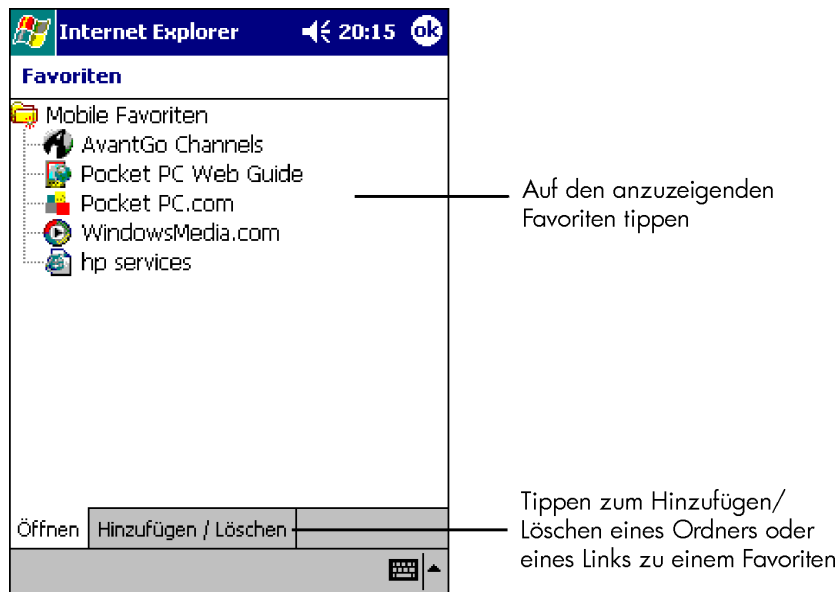 Internet Explorer 20:15 ok
Favoriten
Mobile Favoriten
AvantGo Channels
Pocket PC Web Guide
Pocket PC.com
WindowsMedia.com
hp services
Auf den anzuzeigenden
Favoriten tippen
Öffnen Hinzufügen / Löschen
Tippen zum Hinzufügen/
Löschen eines Ordners oder
eines Links zu einem Favoriten